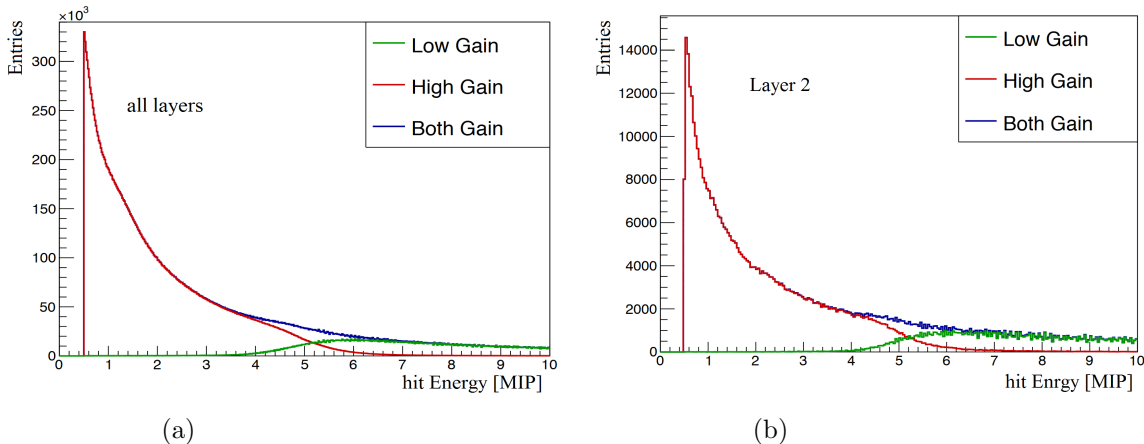 ×10³
Entries
300
250
200
150
100
50
0
0 1 2 3 4 5 6 7 8 9 10
hit Energy [MIP]
all layers
Low Gain
High Gain
Both Gain
(a)
Entries
14000
12000
10000
8000
6000
4000
2000
0
0 1 2 3 4 5 6 7 8 9 10
hit Enrgy [MIP]
Layer 2
Low Gain
High Gain
Both Gain
(b)